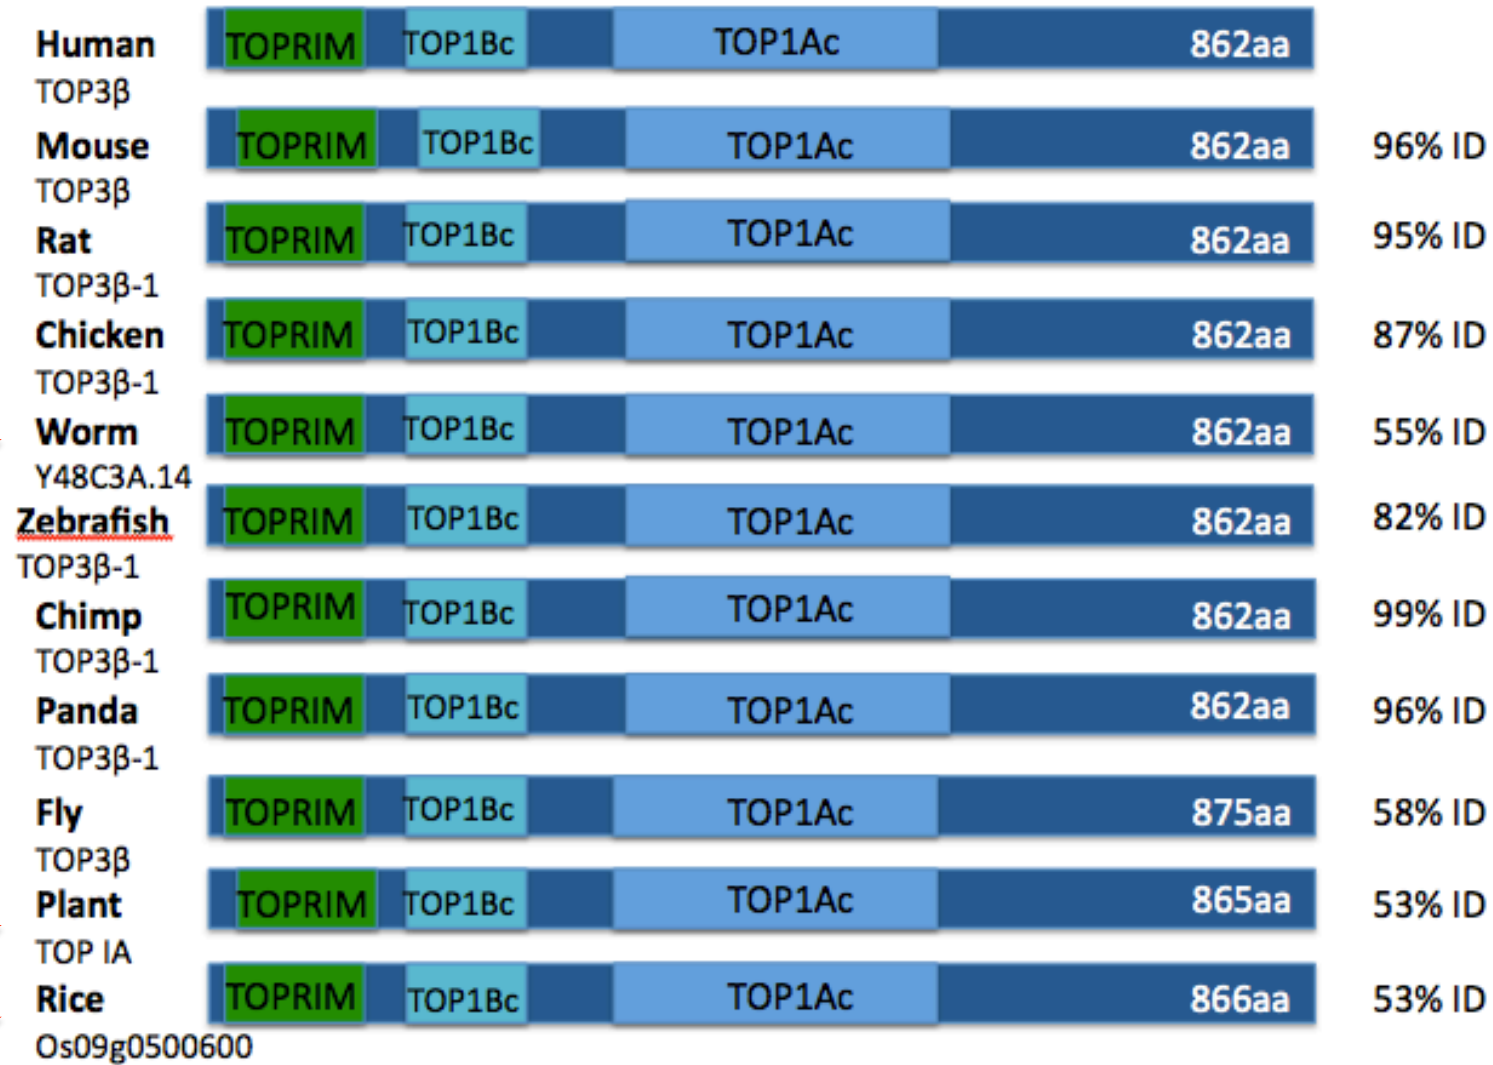 Human TOPRIM TOP1Bc TOP1Ac 862aa
TOP3β
Mouse TOPRIM TOP1Bc TOP1Ac 862aa 96% ID
TOP3β
Rat TOPRIM TOP1Bc TOP1Ac 862aa 95% ID
TOP3β-1
Chicken TOPRIM TOP1Bc TOP1Ac 862aa 87% ID
TOP3β-1
Worm TOPRIM TOP1Bc TOP1Ac 862aa 55% ID
Y48C3A.14
Zebrafish TOPRIM TOP1Bc TOP1Ac 862aa 82% ID
TOP3β-1
Chimp TOPRIM TOP1Bc TOP1Ac 862aa 99% ID
TOP3β-1
Panda TOPRIM TOP1Bc TOP1Ac 862aa 96% ID
TOP3β-1
Fly TOPRIM TOP1Bc TOP1Ac 875aa 58% ID
TOP3β
Plant TOPRIM TOP1Bc TOP1Ac 865aa 53% ID
TOP IA
Rice TOPRIM TOP1Bc TOP1Ac 866aa 53% ID
Os09g0500600